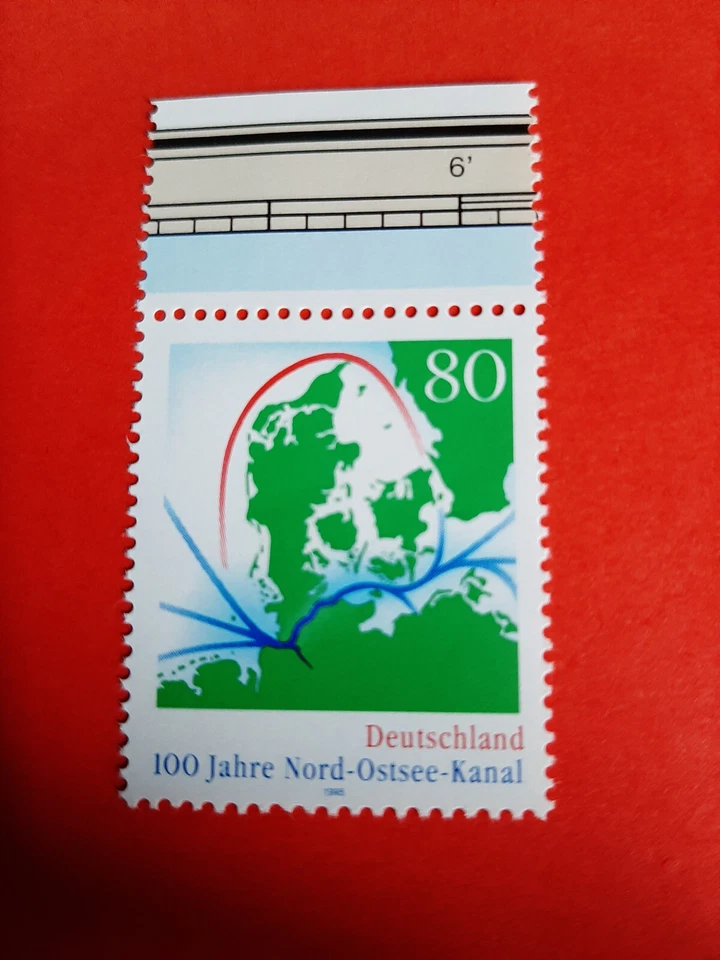 6'
80
Deutschland
100 Jahre Nord-Ostsee-Kanal
1995